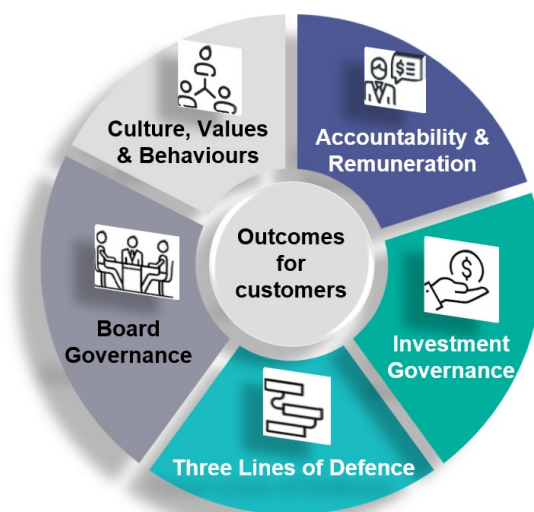 Culture, Values
& Behaviours
Accountability &
Remuneration
Outcomes
for
customers
Board
Governance
Investment
Governance
Three Lines of Defence